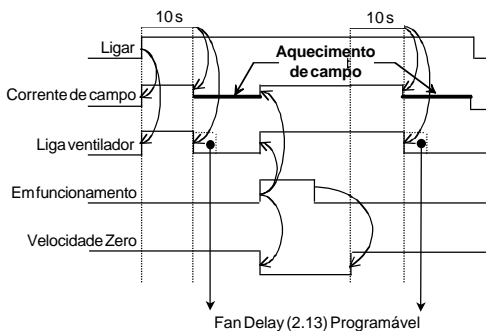 10 s
10 s
Ligar
Aquecimento
de campo
Corrente de campo
Liga ventilador
Em funcionamento
Velocidade Zero
Fan Delay (2.13) Programável